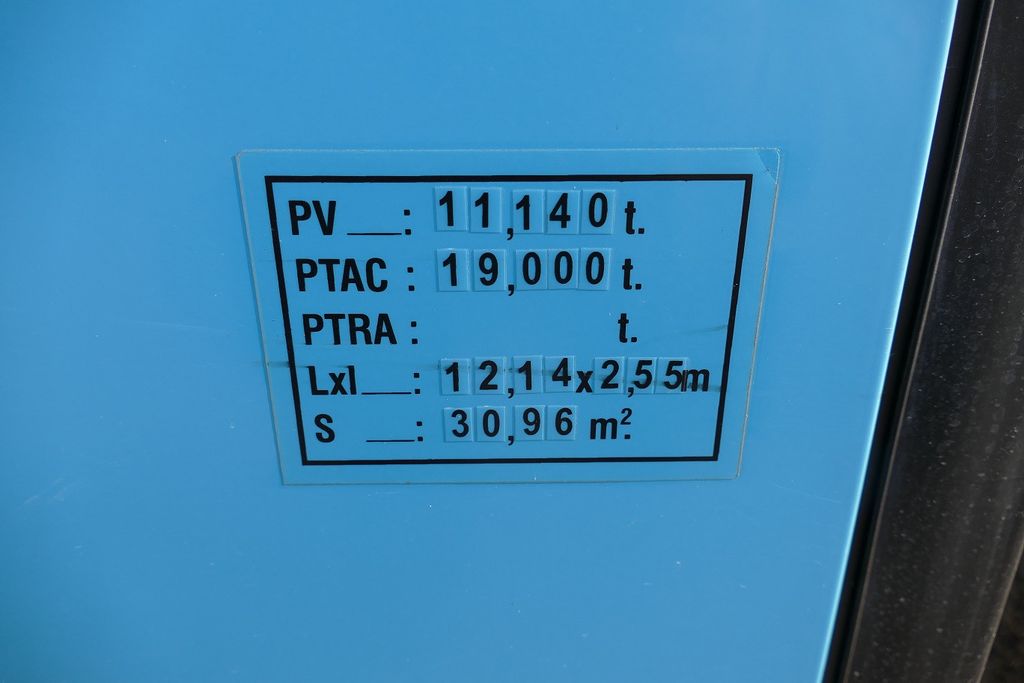 PV ___: 11,140 t.
PTAC : 19,000 t.
PTRA : t.
Lxl ___: 12,14x2,55m
S ___: 30,96 m².